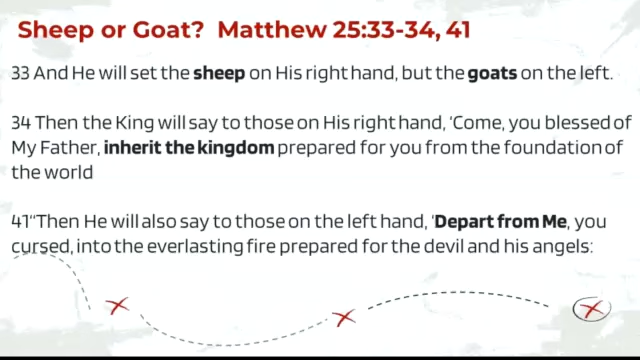 Sheep or Goat? Matthew 25:33-34, 41
33 And He will set the sheep on His right hand, but the goats on the left.
34 Then the King will say to those on His right hand, 'Come, you blessed of
My Father, inherit the kingdom prepared for you from the foundation of
the world
41 "Then He will also say to those on the left hand, 'Depart from Me, you
cursed, into the everlasting fire prepared for the devil and his angels: